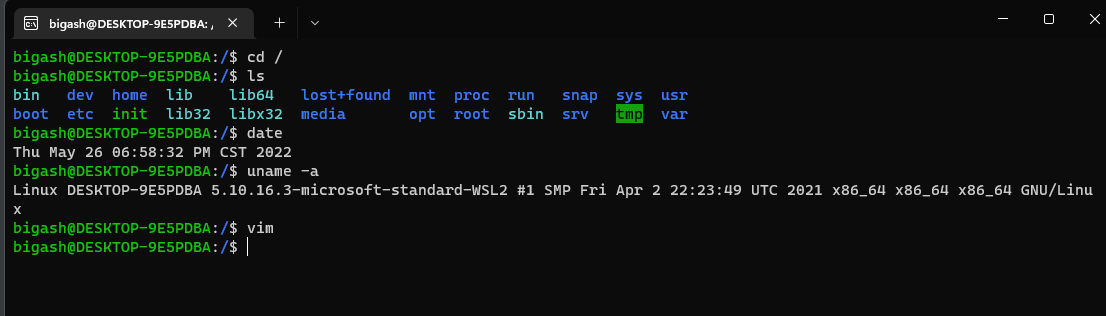 bigash@DESKTOP-9E5PDBA: /
bigash@DESKTOP-9E5PDBA:/$ cd /
bigash@DESKTOP-9E5PDBA:/$ ls
bin dev home lib lib64 lost+found mnt proc run snap sys usr
boot etc init lib32 libx32 media opt root sbin srv tmp var
bigash@DESKTOP-9E5PDBA:/$ date
Thu May 26 06:58:32 PM CST 2022
bigash@DESKTOP-9E5PDBA:/$ uname -a
Linux DESKTOP-9E5PDBA 5.10.16.3-microsoft-standard-WSL2 #1 SMP Fri Apr 2 22:23:49 UTC 2021 x86_64 x86_64 x86_64 GNU/Linu
x
bigash@DESKTOP-9E5PDBA:/$ vim
bigash@DESKTOP-9E5PDBA:/$